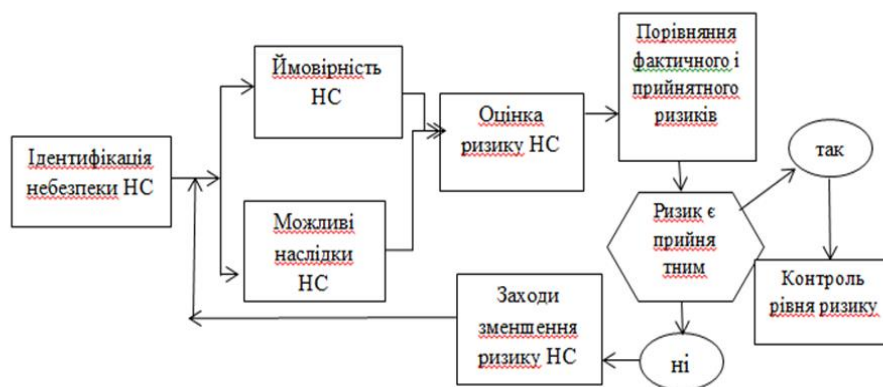 Ідентифікація
небезпеки НС
Ймовірність
НС
Можливі
наслідки
НС
Оцінка
ризику НС
Порівняння
фактичного і
прийнятного
ризиків
Ризик є
прийня
тним
так
Контроль
рівня ризику
ні
Заходи
зменшення
ризику НС